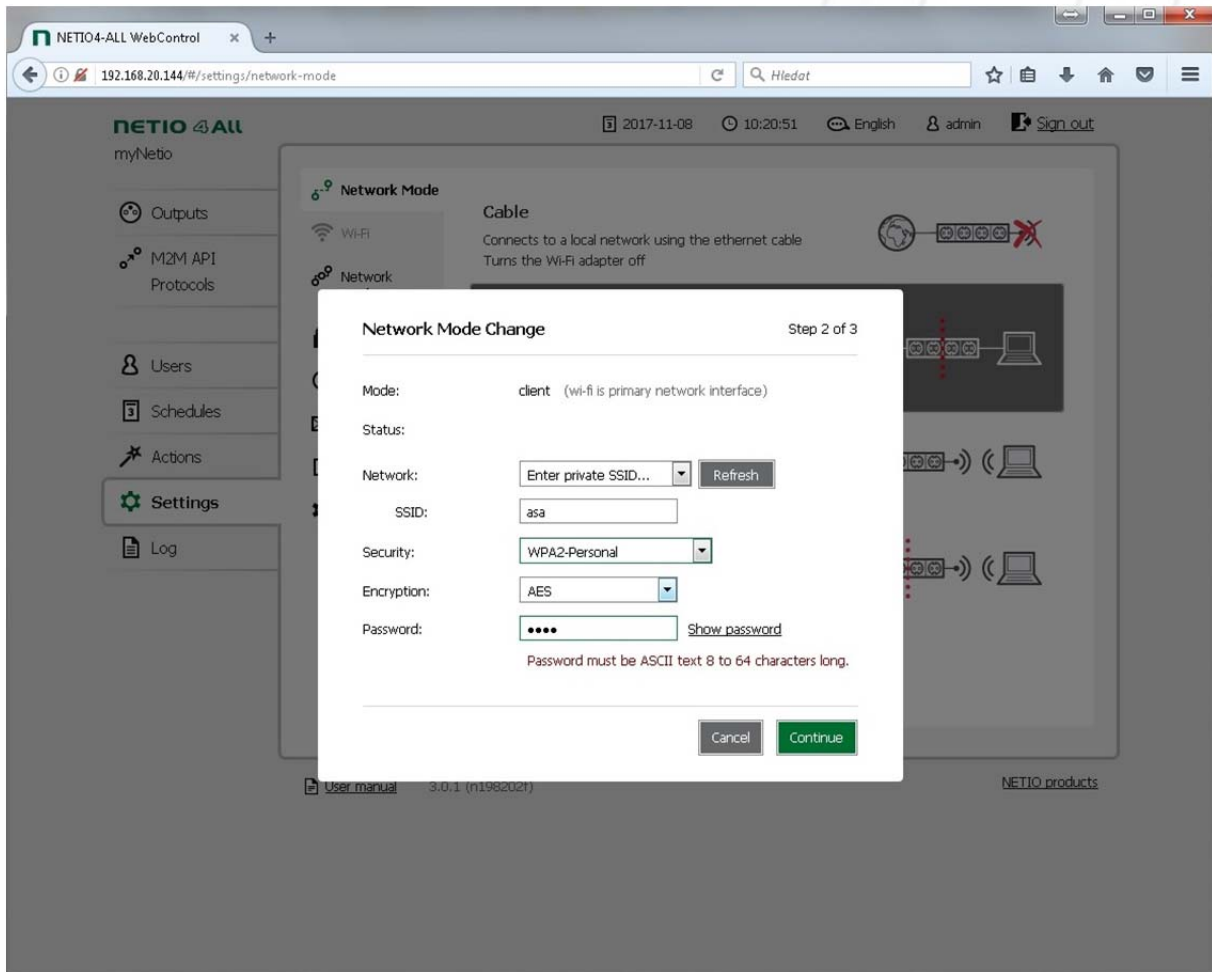 NETIO4-ALL WebControl
192.168.20.144/#/settings/network-mode
Hledat
NETIO 4All
myNetio
2017-11-08
10:20:51
English
admin
Sign out
Outputs
M2M API
Protocols
Users
Schedules
Actions
Settings
Log
Network Mode
Wi-Fi
Network
Cable
Connects to a local network using the ethernet cable
Turns the Wi-Fi adapter off
Network Mode Change
Step 2 of 3
Mode: client (wi-fi is primary network interface)
Status:
Network: Enter private SSID... Refresh
SSID: asa
Security: WPA2-Personal
Encryption: AES
Password: •••• Show password
Password must be ASCII text 8 to 64 characters long.
Cancel Continue
User manual
3.0.1 (n198202f)
NETIO products